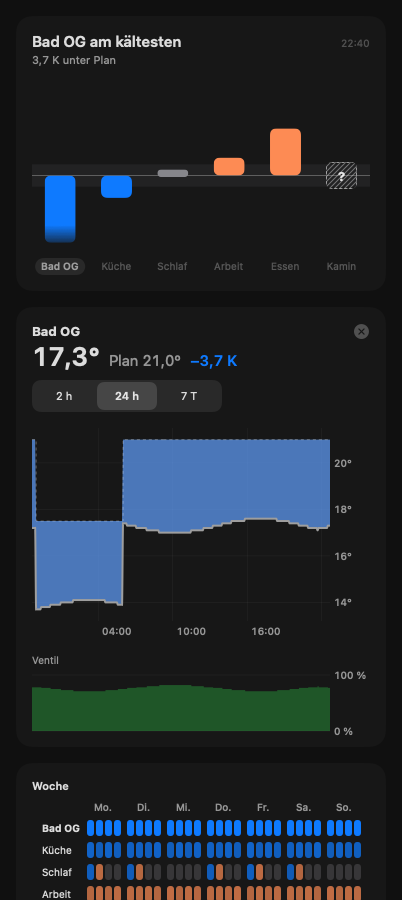 Bad OG am kältesten
22:40
3,7 K unter Plan
?
Bad OG Küche Schlaf Arbeit Essen Kamin
Bad OG
17,3° Plan 21,0° −3,7 K
2 h 24 h 7 T
20°
18°
16°
14°
04:00 10:00 16:00
Ventil
100 %
0 %
Woche
Mo. Di. Mi. Do. Fr. Sa. So.
Bad OG
Küche
Schlaf
Arbeit